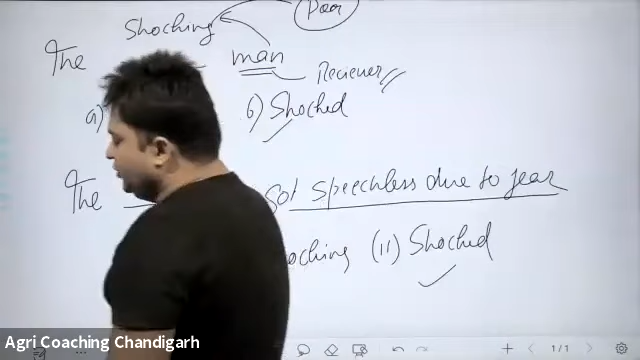 Poor
Shocking
The man
Reciever
a) b) Shocked
The got speechless due to fear
ocking (ii) Shocked
1/1
Agri Coaching Chandigarh